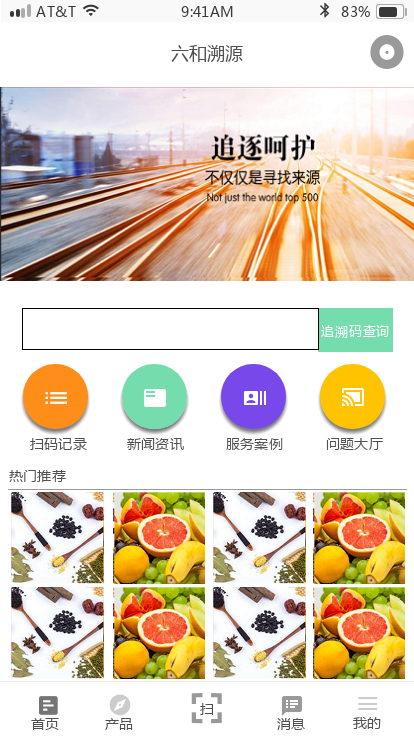 AT&T 9:41AM 83%
六和溯源
追逐呵护
不仅仅是寻找来源
Not just the world top 500
追溯码查询
扫码记录 新闻资讯 服务案例 问题大厅
热门推荐
扫
首页 产品 消息 我的